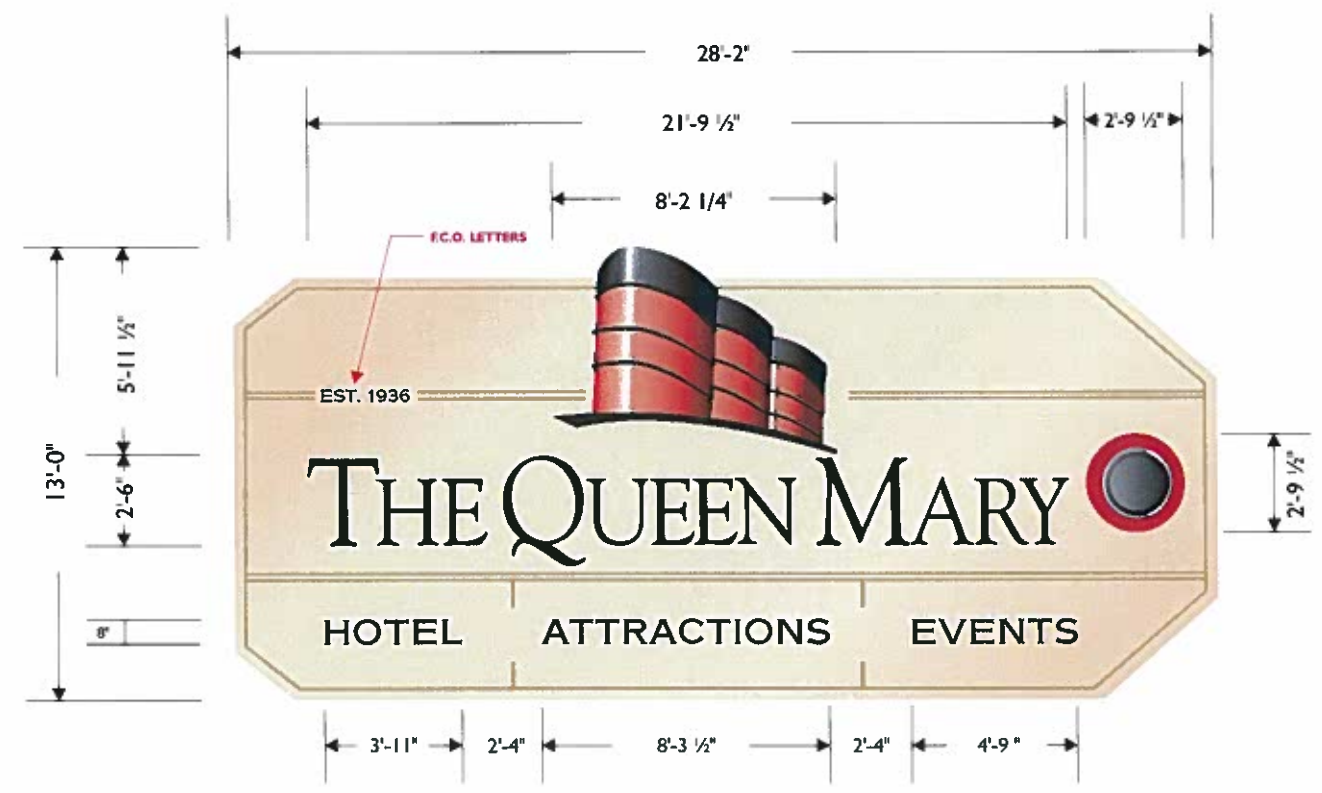 28'-2"
21'-9 ½"
2'-9 ½"
8'-2 1/4"
F.C.O. LETTERS
5'-11 ½"
EST. 1936
13'-0"
2'-6"
THE QUEEN MARY
2'-9 ½"
8"
HOTEL ATTRACTIONS EVENTS
3'-11" 2'-4" 8'-3 ½" 2'-4" 4'-9 "